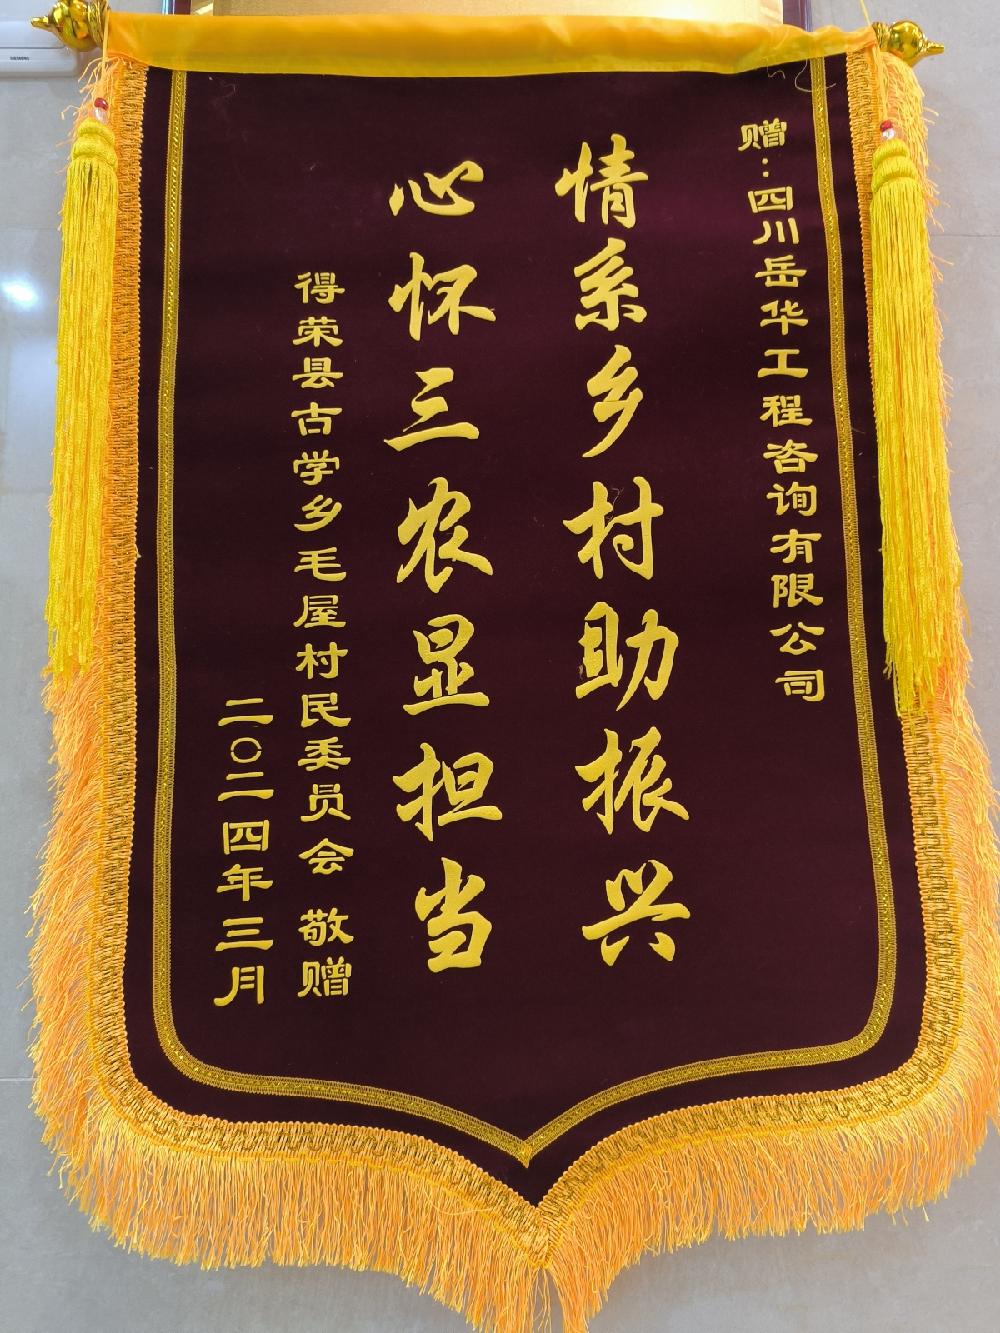 赠：四川岳华工程咨询有限公司
情系乡村助振兴
心怀三农显担当
得荣县古学乡毛屋村民委员会 敬赠
二〇二四年三月